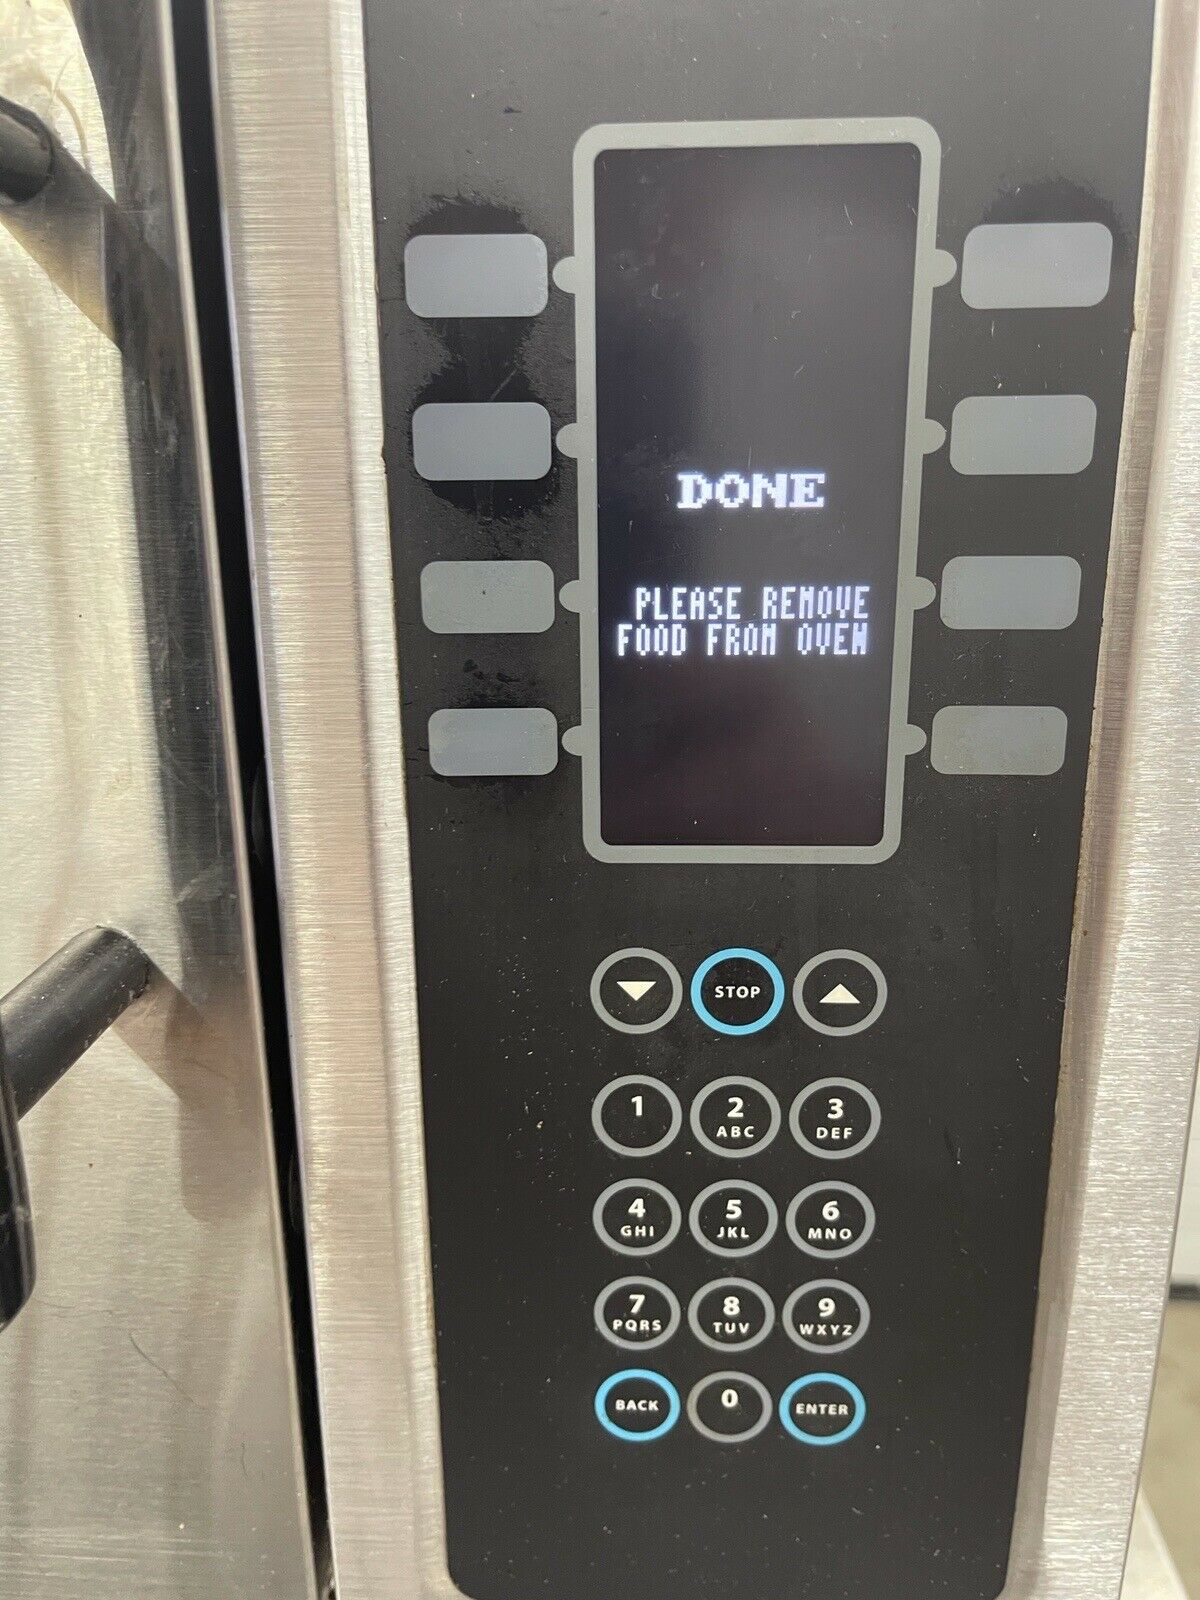 DONE
PLEASE REMOVE
FOOD FROM OVEN
STOP
1
2
ABC
3
DEF
4
GHI
5
JKL
6
MNO
7
PQRS
8
TUV
9
WXYZ
BACK
0
ENTER